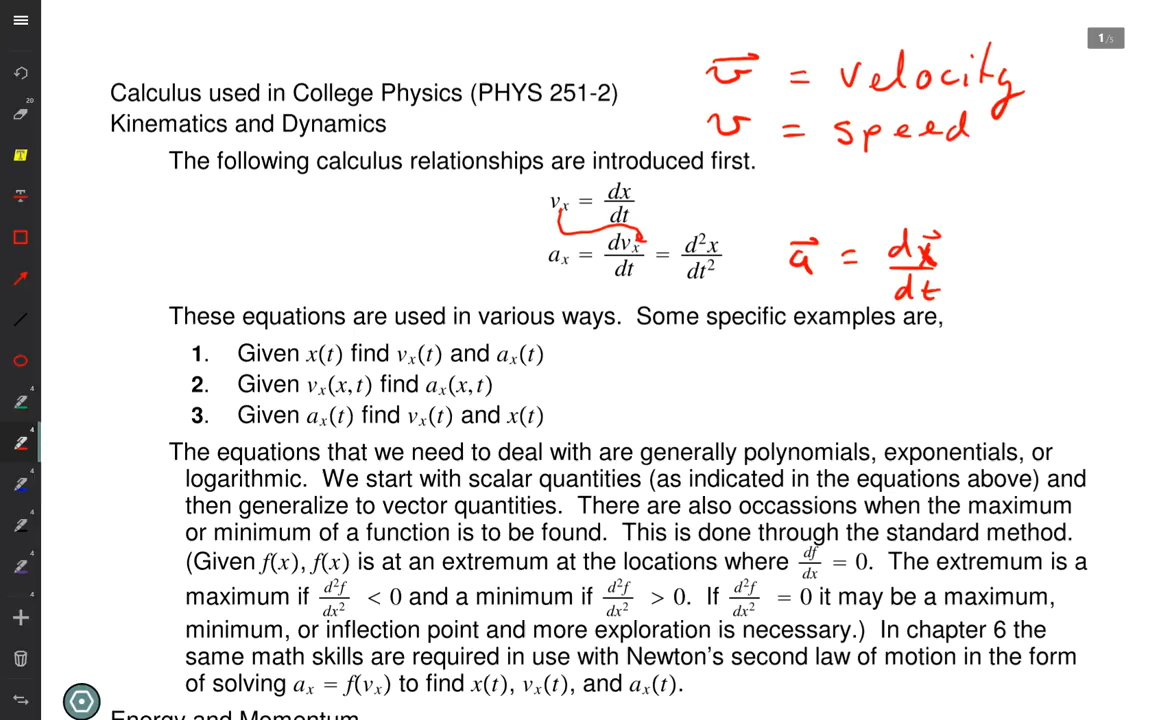 1/5
v⃗ = velocity
Calculus used in College Physics (PHYS 251-2)
v = speed
Kinematics and Dynamics
The following calculus relationships are introduced first.
vₓ = dx/dt
aₓ = dvₓ/dt = d²x/dt²
a⃗ = dx⃗/dt
These equations are used in various ways. Some specific examples are,
1. Given x(t) find vₓ(t) and aₓ(t)
2. Given vₓ(x,t) find aₓ(x,t)
3. Given aₓ(t) find vₓ(t) and x(t)
The equations that we need to deal with are generally polynomials, exponentials, or
logarithmic. We start with scalar quantities (as indicated in the equations above) and
then generalize to vector quantities. There are also occassions when the maximum
or minimum of a function is to be found. This is done through the standard method.
(Given f(x), f(x) is at an extremum at the locations where df/dx = 0. The extremum is a
maximum if d²f/dx² < 0 and a minimum if d²f/dx² > 0. If d²f/dx² = 0 it may be a maximum,
minimum, or inflection point and more exploration is necessary.) In chapter 6 the
same math skills are required in use with Newton's second law of motion in the form
of solving aₓ = f(vₓ) to find x(t), vₓ(t), and aₓ(t).
Energy and Momentum